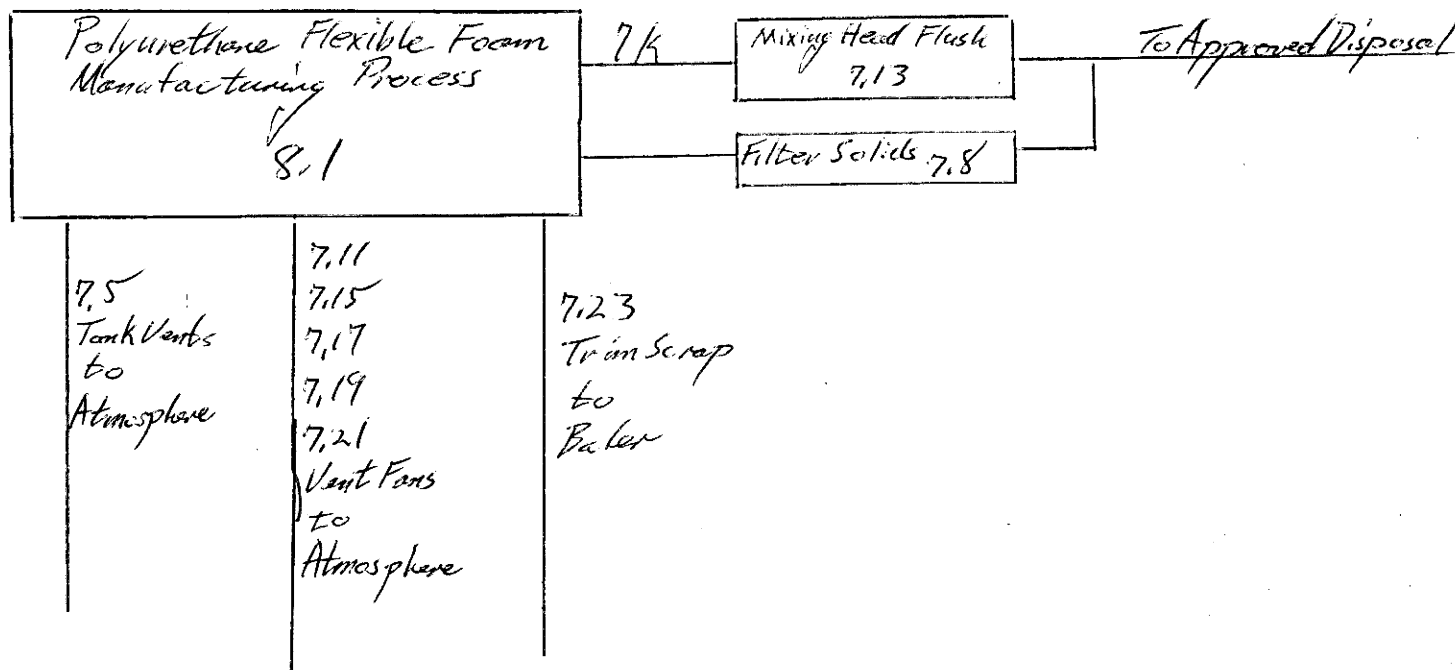 Polyurethane Flexible Foam
Manufacturing Process
8.1
7K
Mixing Head Flush
7.13
To Approved Disposal
Filter Solids 7.8
7.5
Tank Vents
to
Atmosphere
7.11
7.15
7.17
7.19
7.21
Vent Fans
to
Atmosphere
7.23
Trim Scrap
to
Baler